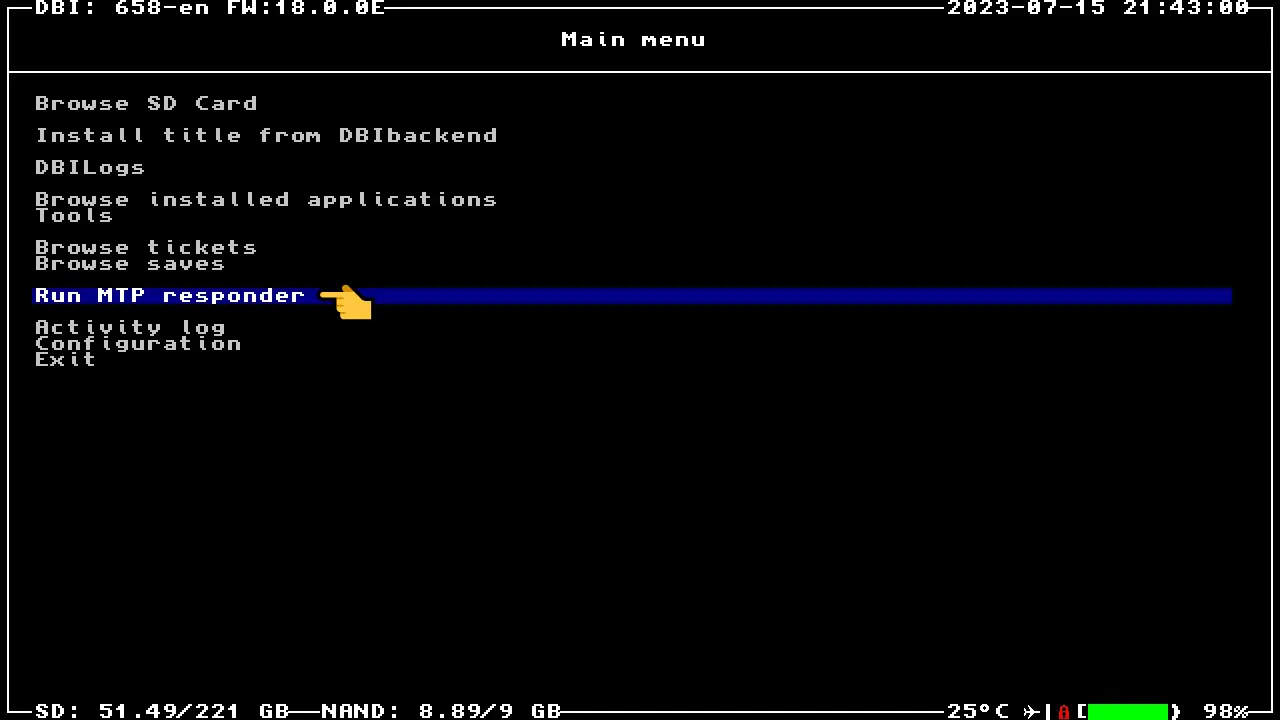 DBI: 658-en FW:18.0.0E 2023-07-15 21:43:00
Main menu
Browse SD Card
Install title from DBIbackend
DBILogs
Browse installed applications
Tools
Browse tickets
Browse saves
Run MTP responder
Activity log
Configuration
Exit
SD: 51.49/221 GB NAND: 8.89/9 GB 25°C 98%